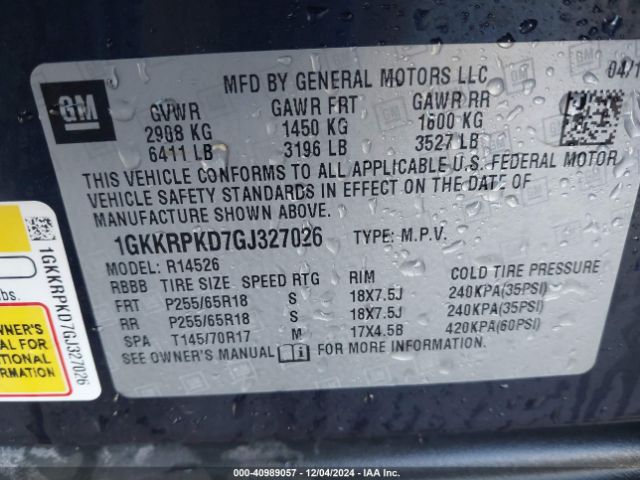 MFD BY GENERAL MOTORS LLC 04/1
GM
GVWR GAWR FRT GAWR RR
2908 KG 1450 KG 1600 KG
6411 LB 3196 LB 3527 LB
THIS VEHICLE CONFORMS TO ALL APPLICABLE U.S. FEDERAL MOTOR
VEHICLE SAFETY STANDARDS IN EFFECT ON THE DATE OF
MANUFACTURE SHOWN ABOVE.
1GKKRPKD7GJ327026 TYPE: M.P.V.
MODEL: R14526
RBBB TIRE SIZE SPEED RTG RIM COLD TIRE PRESSURE
FRT P255/65R18 S 18X7.5J 240KPA(35PSI)
RR P255/65R18 S 18X7.5J 240KPA(35PSI)
SPA T145/70R17 M 17X4.5B 420KPA(60PSI)
SEE OWNER'S MANUAL FOR MORE INFORMATION.
1GKKRPKD7GJ327026
lbs.
OWNER'S
AL FOR
TIONAL
RMATION
Stock - 40989057 - 12/04/2024 - IAA Inc.